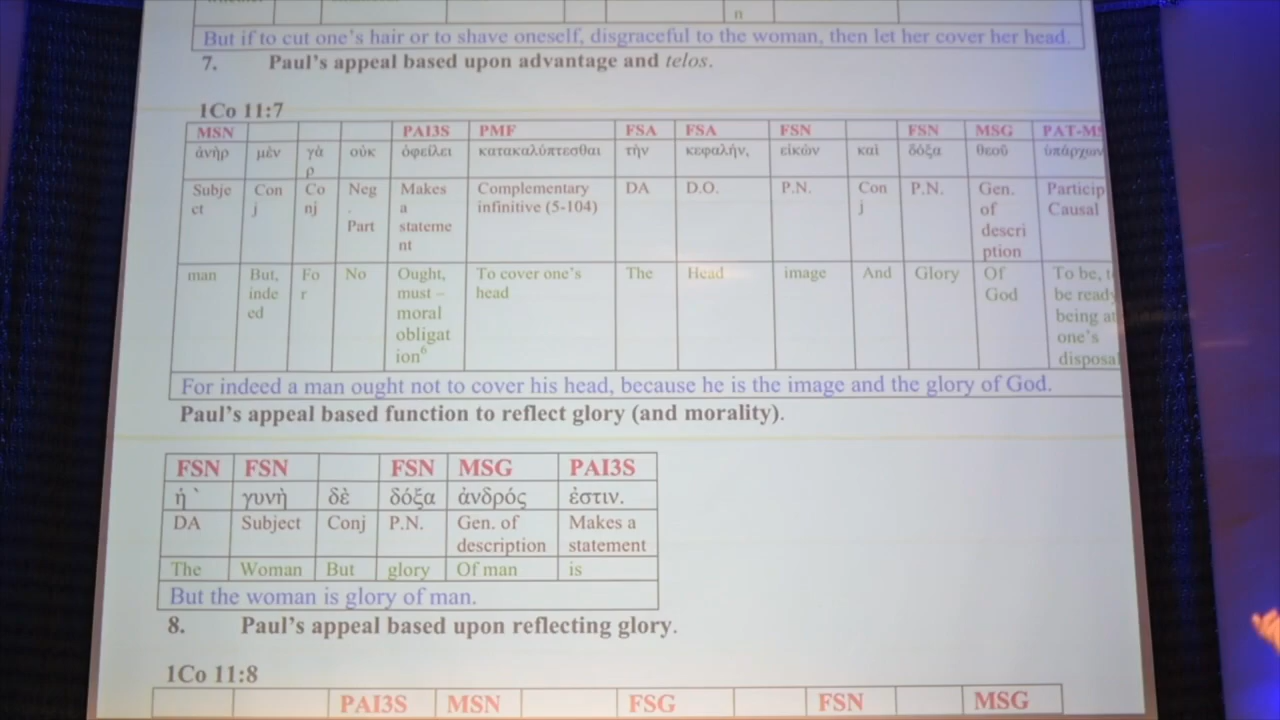 n
But if to cut one's hair or to shave oneself, disgraceful to the woman, then let her cover her head.
7. Paul's appeal based upon advantage and telos.
1Co 11:7
MSN PAI3S PMF FSA FSA FSN FSN MSG
ἀνὴρ μὲν γὰρ οὐκ ὀφείλει κατακαλύπτεσθαι τὴν κεφαλήν, εἰκὼν καὶ δόξα θεοῦ ὑπάρχων
Subject Conj Conj Neg. Part Makes a statement Complementary infinitive (5-104) DA D.O. P.N. Conj P.N. Gen. of description Particip Causal
man But, indeed For No Ought, must – moral obligation6 To cover one's head The Head image And Glory Of God To be, be ready being at one's disposal
For indeed a man ought not to cover his head, because he is the image and the glory of God.
Paul's appeal based function to reflect glory (and morality).
FSN FSN FSN MSG PAI3S
ἡ ` γυνὴ δὲ δόξα ἀνδρός ἐστιν.
DA Subject Conj P.N. Gen. of description Makes a statement
The Woman But glory Of man is
But the woman is glory of man.
8. Paul's appeal based upon reflecting glory.
1Co 11:8
PAI3S MSN FSG FSN MSG